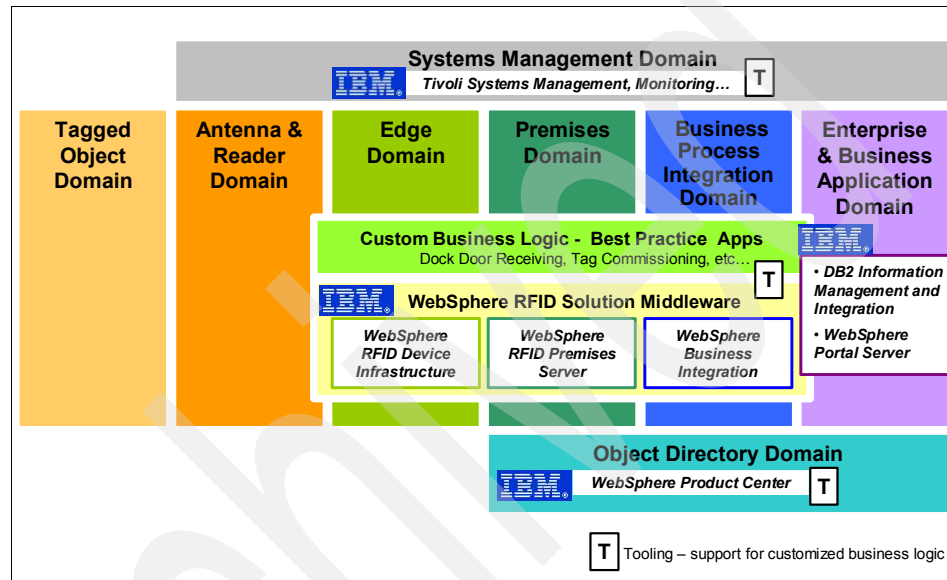 Systems Management Domain
IBM®
Tivoli Systems Management, Monitoring…
T
Tagged
Object
Domain
Antenna &
Reader
Domain
Edge
Domain
Premises
Domain
Business
Process
Integration
Domain
Enterprise
& Business
Application
Domain
Custom Business Logic - Best Practice Apps
Dock Door Receiving, Tag Commissioning, etc…
T
IBM®
• DB2 Information
Management and
Integration
• WebSphere
Portal Server
IBM®
WebSphere RFID Solution Middleware
WebSphere
RFID Device
Infrastructure
WebSphere
RFID Premises
Server
WebSphere
Business
Integration
Object Directory Domain
IBM®
WebSphere Product Center
T
T Tooling – support for customized business logic